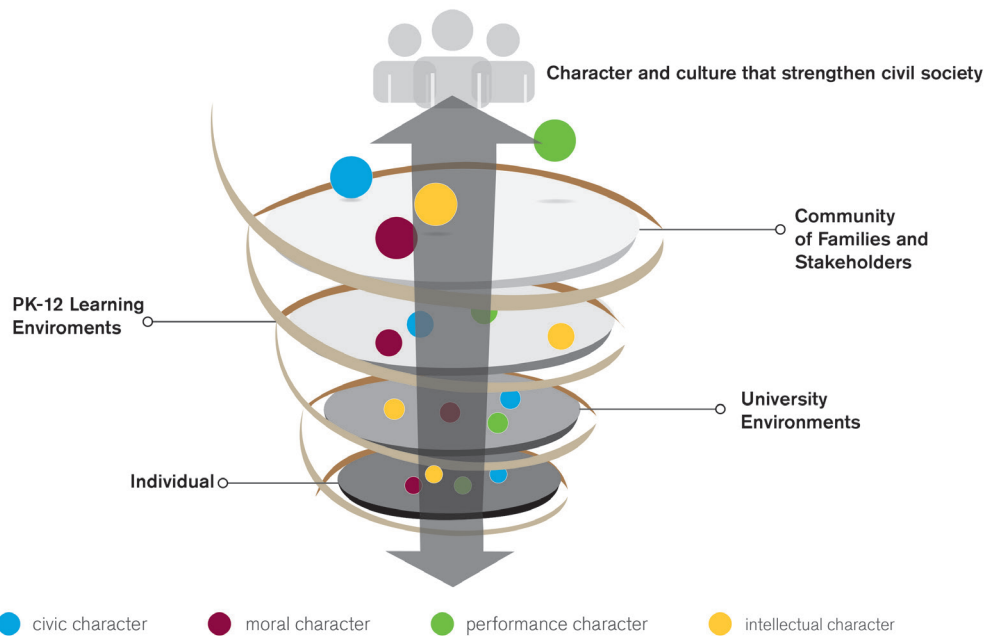 Character and culture that strengthen civil society
Community
of Families and
Stakeholders
PK-12 Learning
Enviroments
University
Environments
Individual
civic character
moral character
performance character
intellectual character